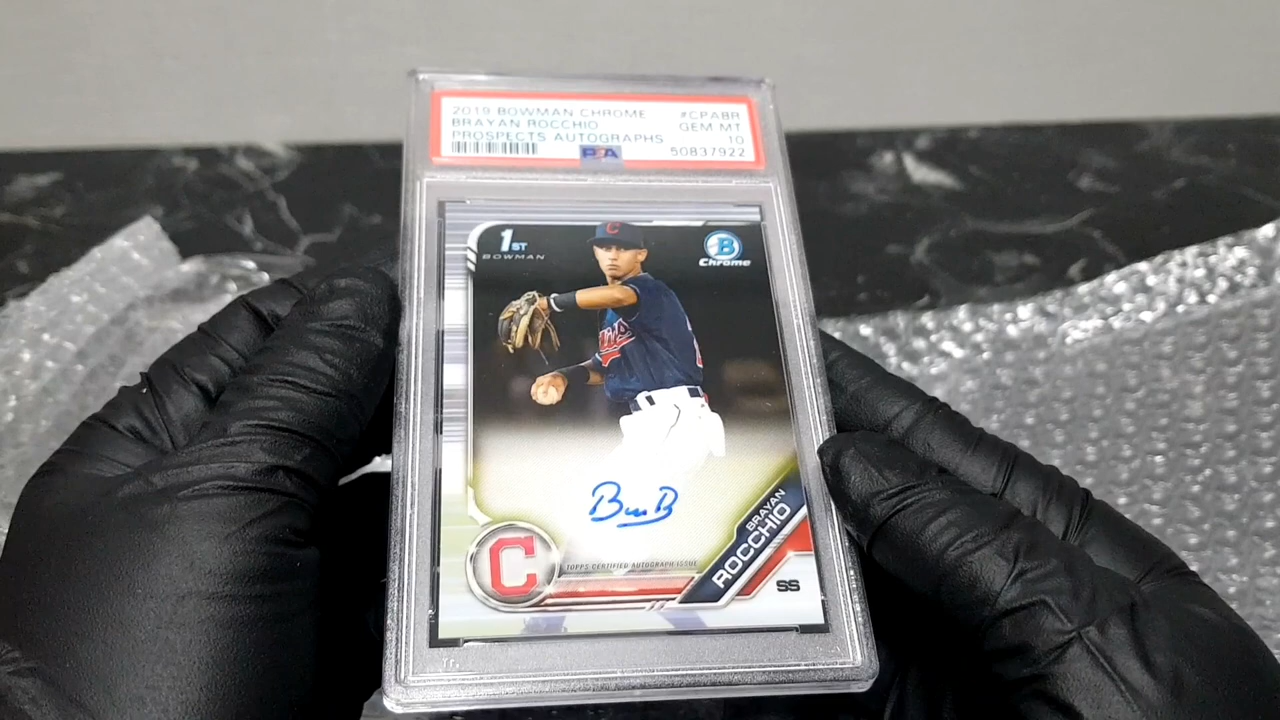 2019 BOWMAN CHROME #CPABR
BRAYAN ROCCHIO GEM MT
PROSPECTS AUTOGRAPHS 10
PSA 50837922
1ST
BOWMAN
B
Chrome
C
TOPPS CERTIFIED AUTOGRAPH ISSUE
BRAYAN
ROCCHIO
SS
C